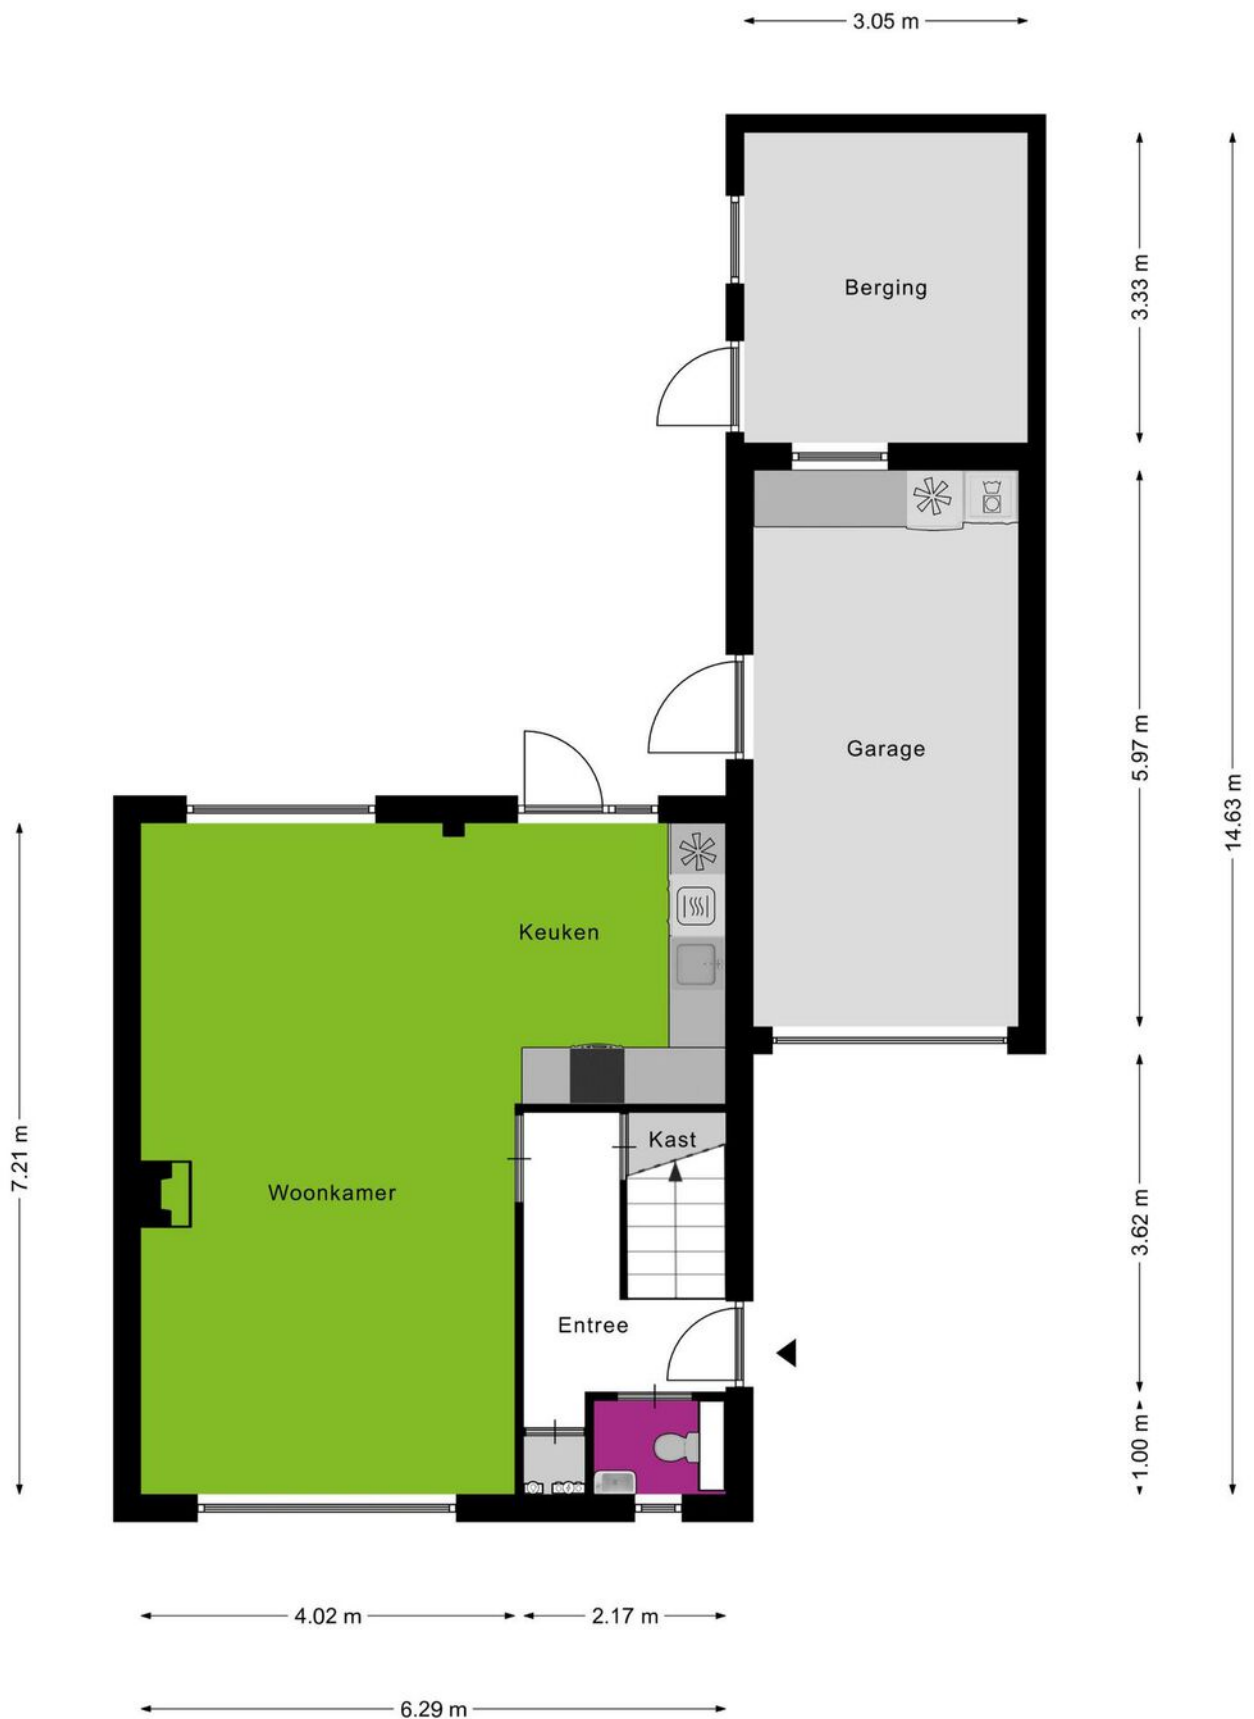 3.05 m
Berging
3.33 m
Garage
5.97 m
14.63 m
Keuken
Kast
7.21 m
Woonkamer
3.62 m
Entree
1.00 m
4.02 m
2.17 m
6.29 m